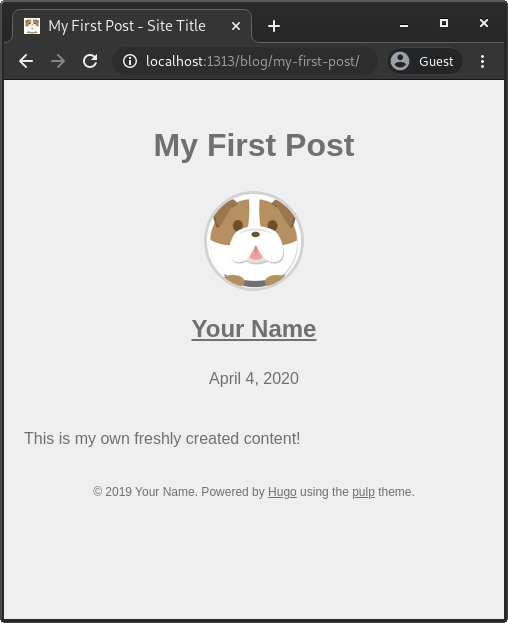 My First Post - Site Title
localhost:1313/blog/my-first-post/
Guest
My First Post
Your Name
April 4, 2020
This is my own freshly created content!
© 2019 Your Name. Powered by Hugo using the pulp theme.